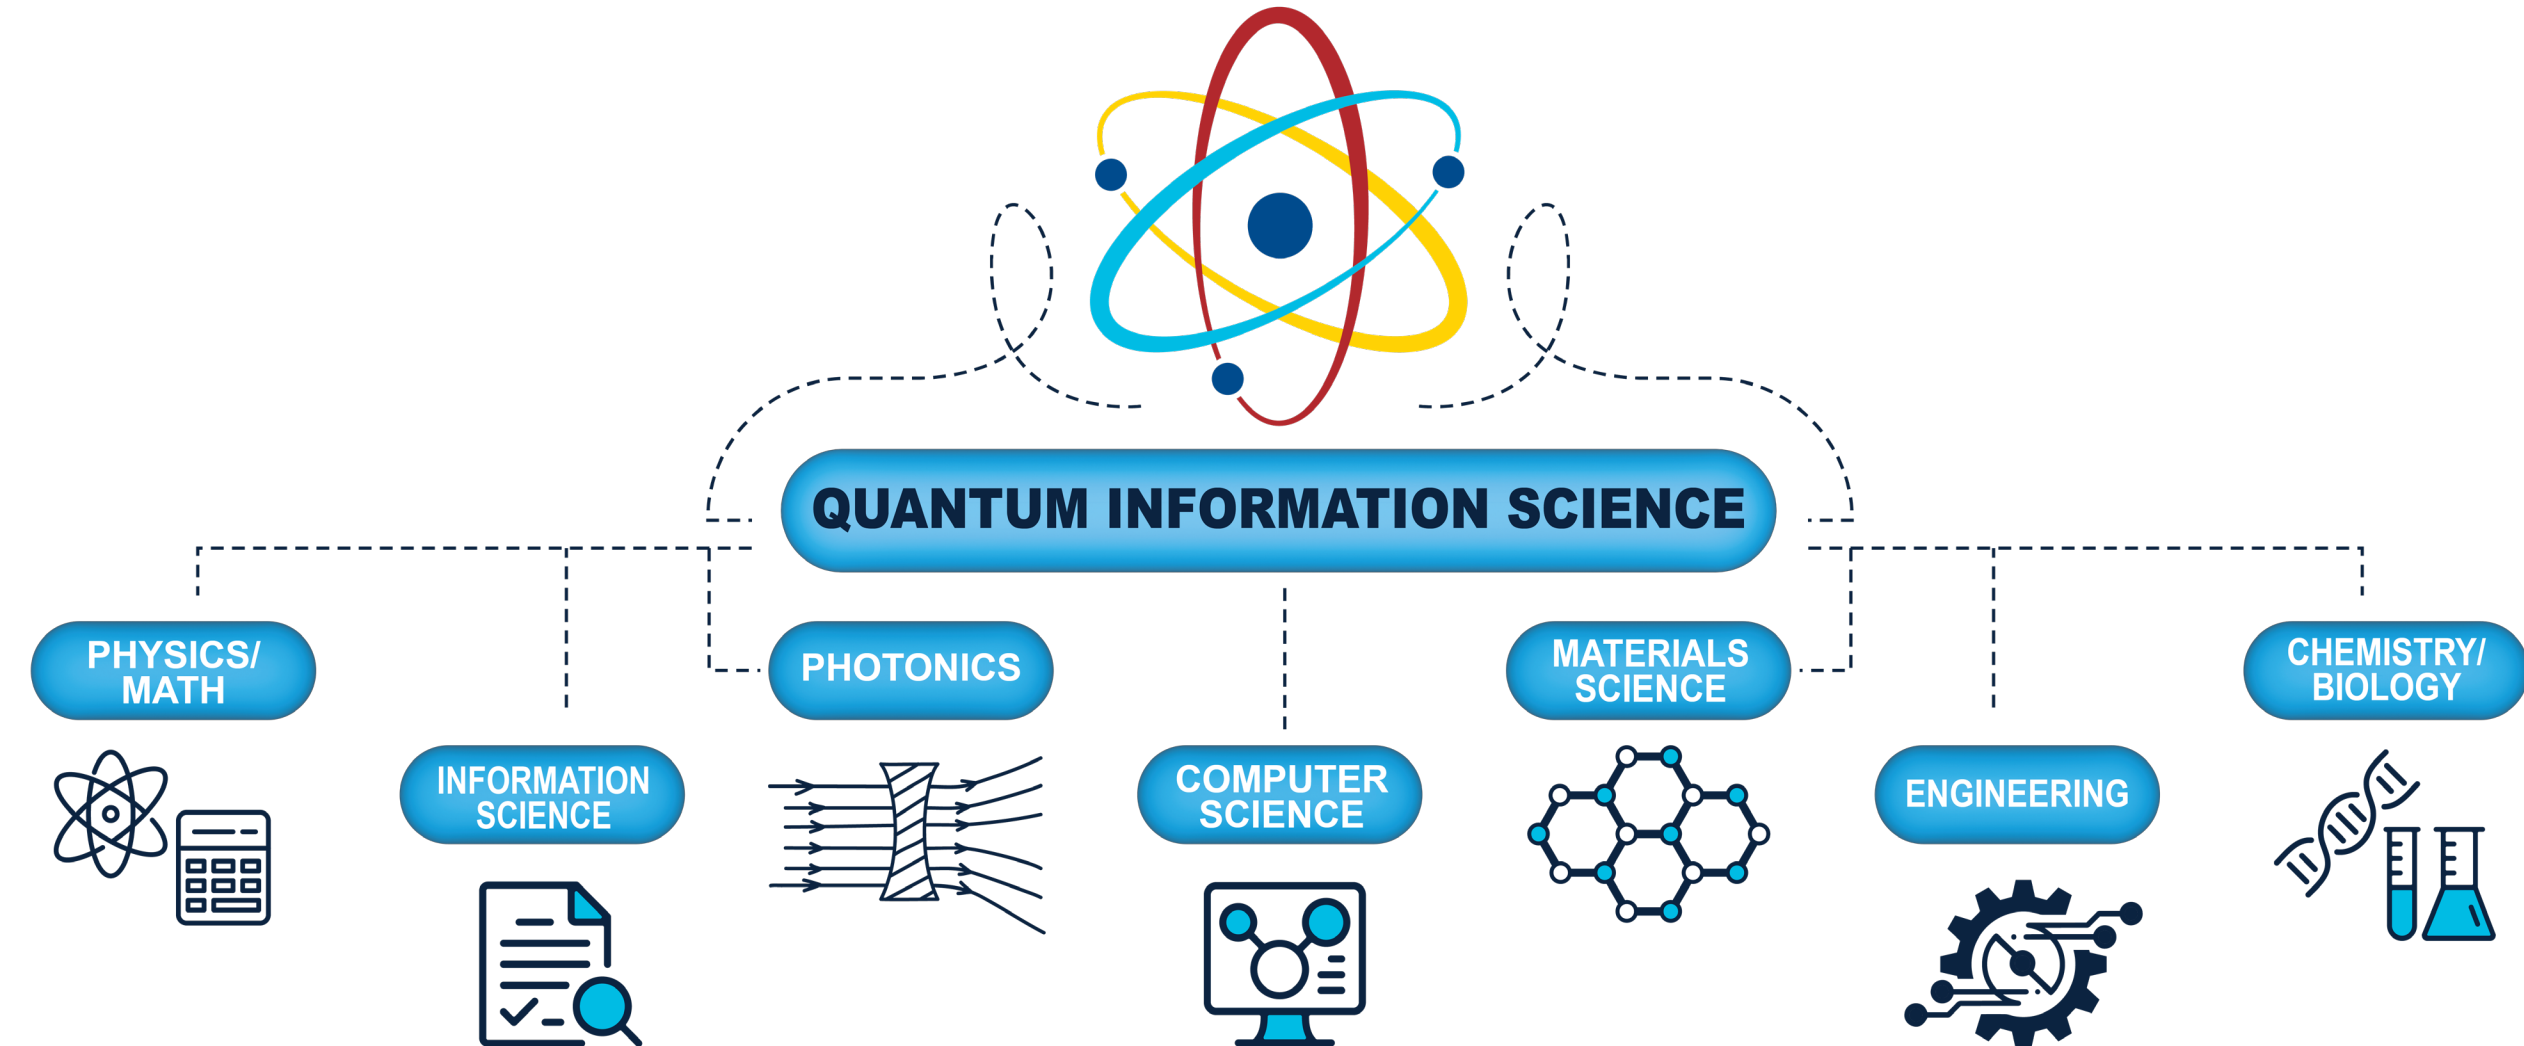 QUANTUM INFORMATION SCIENCE
PHYSICS/
MATH
INFORMATION
SCIENCE
PHOTONICS
COMPUTER
SCIENCE
MATERIALS
SCIENCE
ENGINEERING
CHEMISTRY/
BIOLOGY